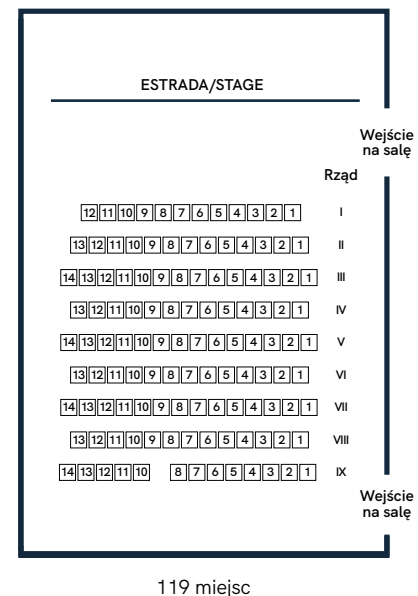 ESTRADA/STAGE
Wejście
na salę
Rząd
12 11 10 9 8 7 6 5 4 3 2 1 I
13 12 11 10 9 8 7 6 5 4 3 2 1 II
14 13 12 11 10 9 8 7 6 5 4 3 2 1 III
13 12 11 10 9 8 7 6 5 4 3 2 1 IV
14 13 12 11 10 9 8 7 6 5 4 3 2 1 V
13 12 11 10 9 8 7 6 5 4 3 2 1 VI
14 13 12 11 10 9 8 7 6 5 4 3 2 1 VII
13 12 11 10 9 8 7 6 5 4 3 2 1 VIII
14 13 12 11 10 8 7 6 5 4 3 2 1 IX
Wejście
na salę
119 miejsc